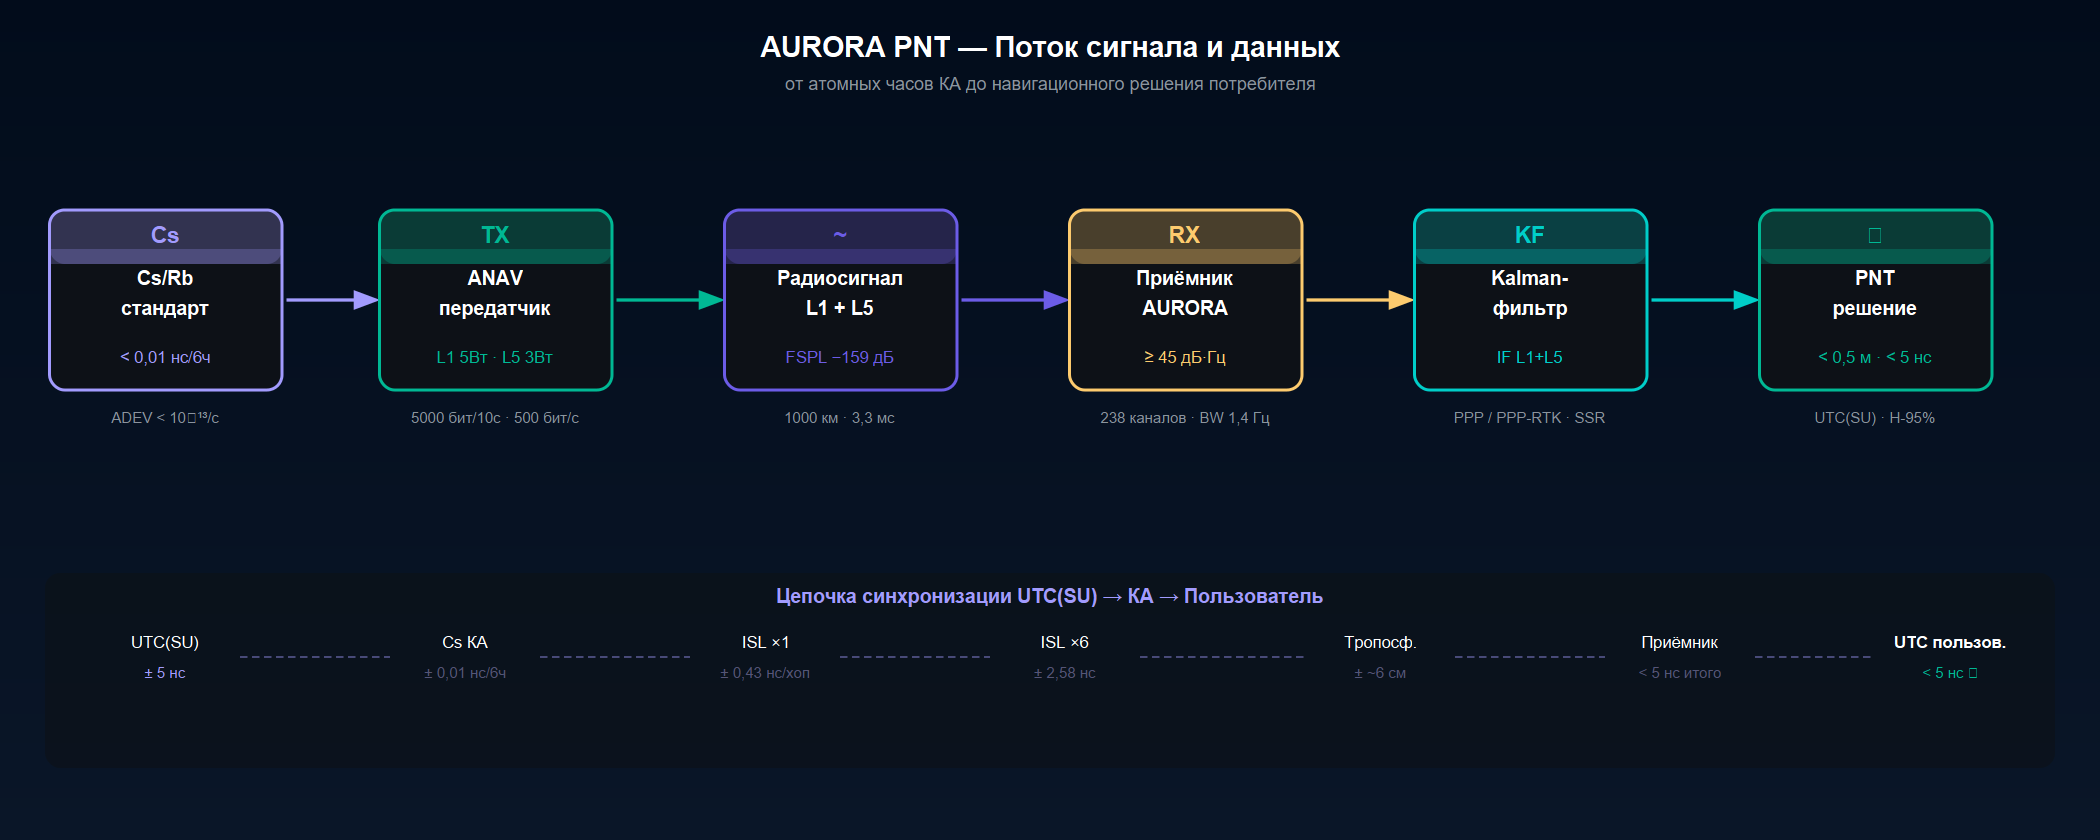 AURORA PNT — Поток сигнала и данных
от атомных часов КА до навигационного решения потребителя
Cs
Cs/Rb
стандарт
< 0,01 нс/6ч
ADEV < 10□¹³/с
TX
ANAV
передатчик
L1 5Вт · L5 3Вт
5000 бит/10с · 500 бит/с
~
Радиосигнал
L1 + L5
FSPL −159 дБ
1000 км · 3,3 мс
RX
Приёмник
AURORA
≥ 45 дБ·Гц
238 каналов · BW 1,4 Гц
KF
Kalman-
фильтр
IF L1+L5
PPP / PPP-RTK · SSR
□
PNT
решение
< 0,5 м · < 5 нс
UTC(SU) · H-95%
Цепочка синхронизации UTC(SU) → КА → Пользователь
UTC(SU)
± 5 нс
Cs КА
± 0,01 нс/6ч
ISL ×1
± 0,43 нс/хоп
ISL ×6
± 2,58 нс
Тропосф.
± ~6 см
Приёмник
< 5 нс итого
UTC пользов.
< 5 нс □